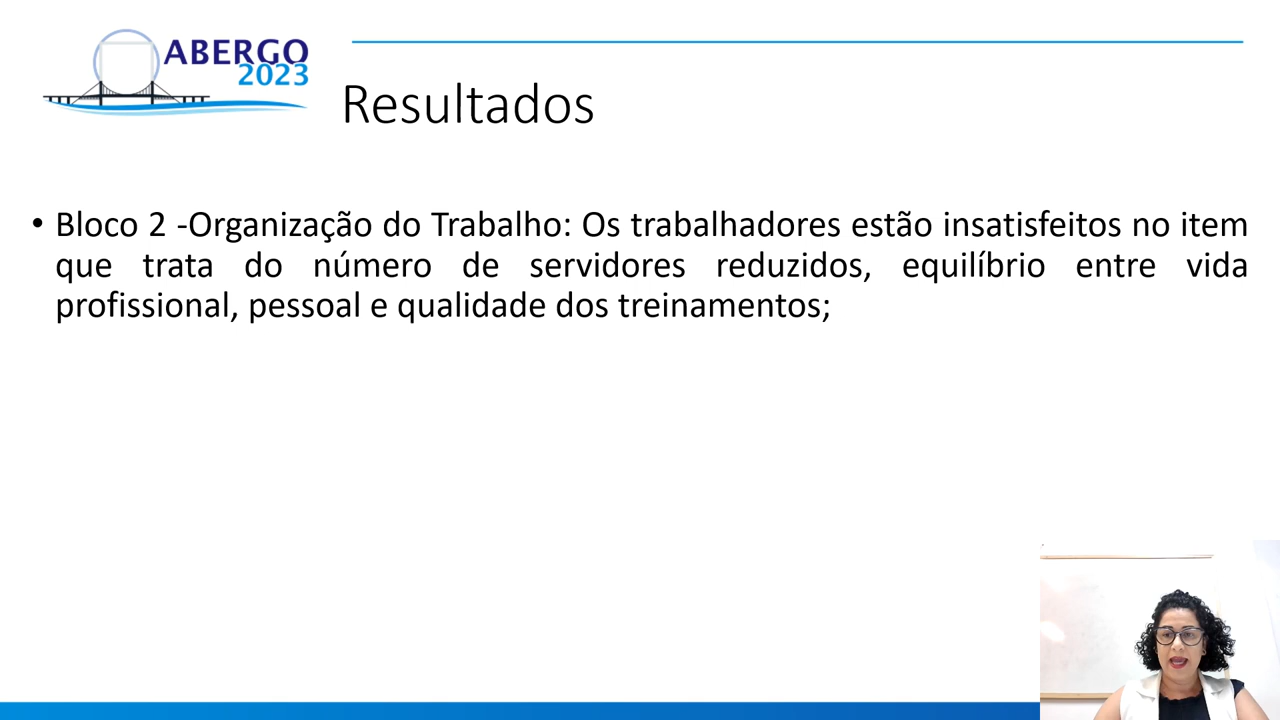 ABERGO
2023
Resultados
• Bloco 2 -Organização do Trabalho: Os trabalhadores estão insatisfeitos no item
que trata do número de servidores reduzidos, equilíbrio entre vida
profissional, pessoal e qualidade dos treinamentos;